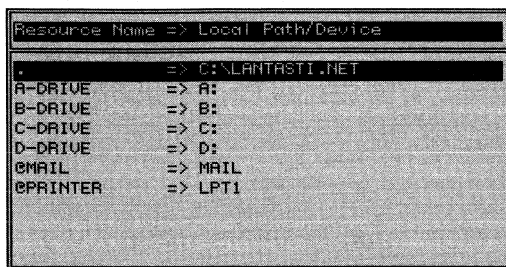 Resource Name => Local Path/Device
. => C:\LANTASTI.NET
A-DRIVE => A:
B-DRIVE => B:
C-DRIVE => C:
D-DRIVE => D:
@MAIL => MAIL
@PRINTER => LPT1